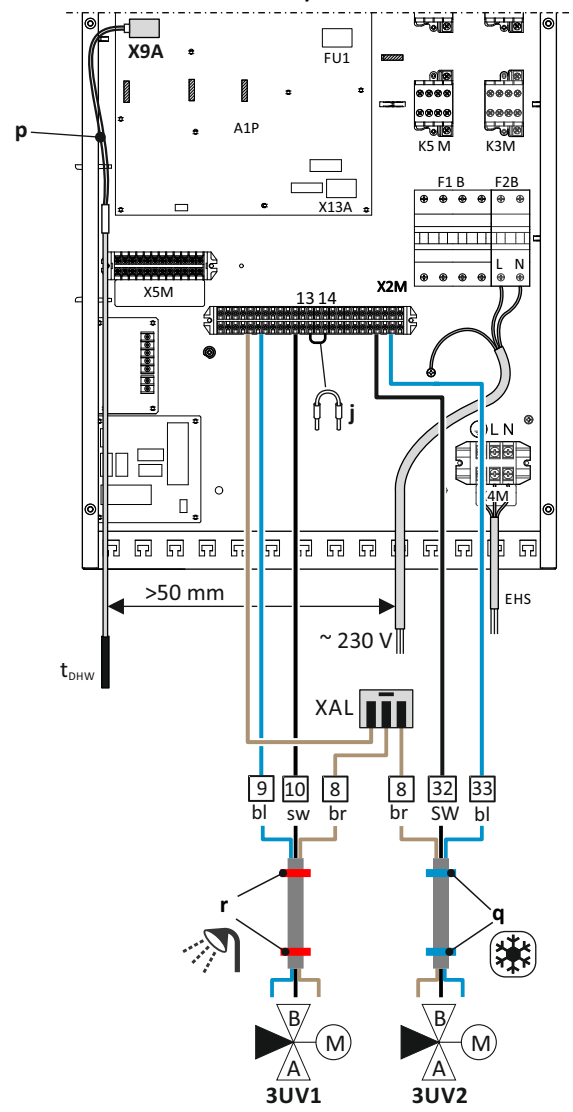 X9A
FU1
A1P
K5 M
K3M
p
X13A
F1 B
F2B
L N
X5M
X2M
13 14
j
L N
X4M
>50 mm
~ 230 V
EHS
tDHW
XAL
9
10
8
8
32
33
bl
sw
br
br
SW
bl
r
q
B
M
A
B
M
A
3UV1
3UV2